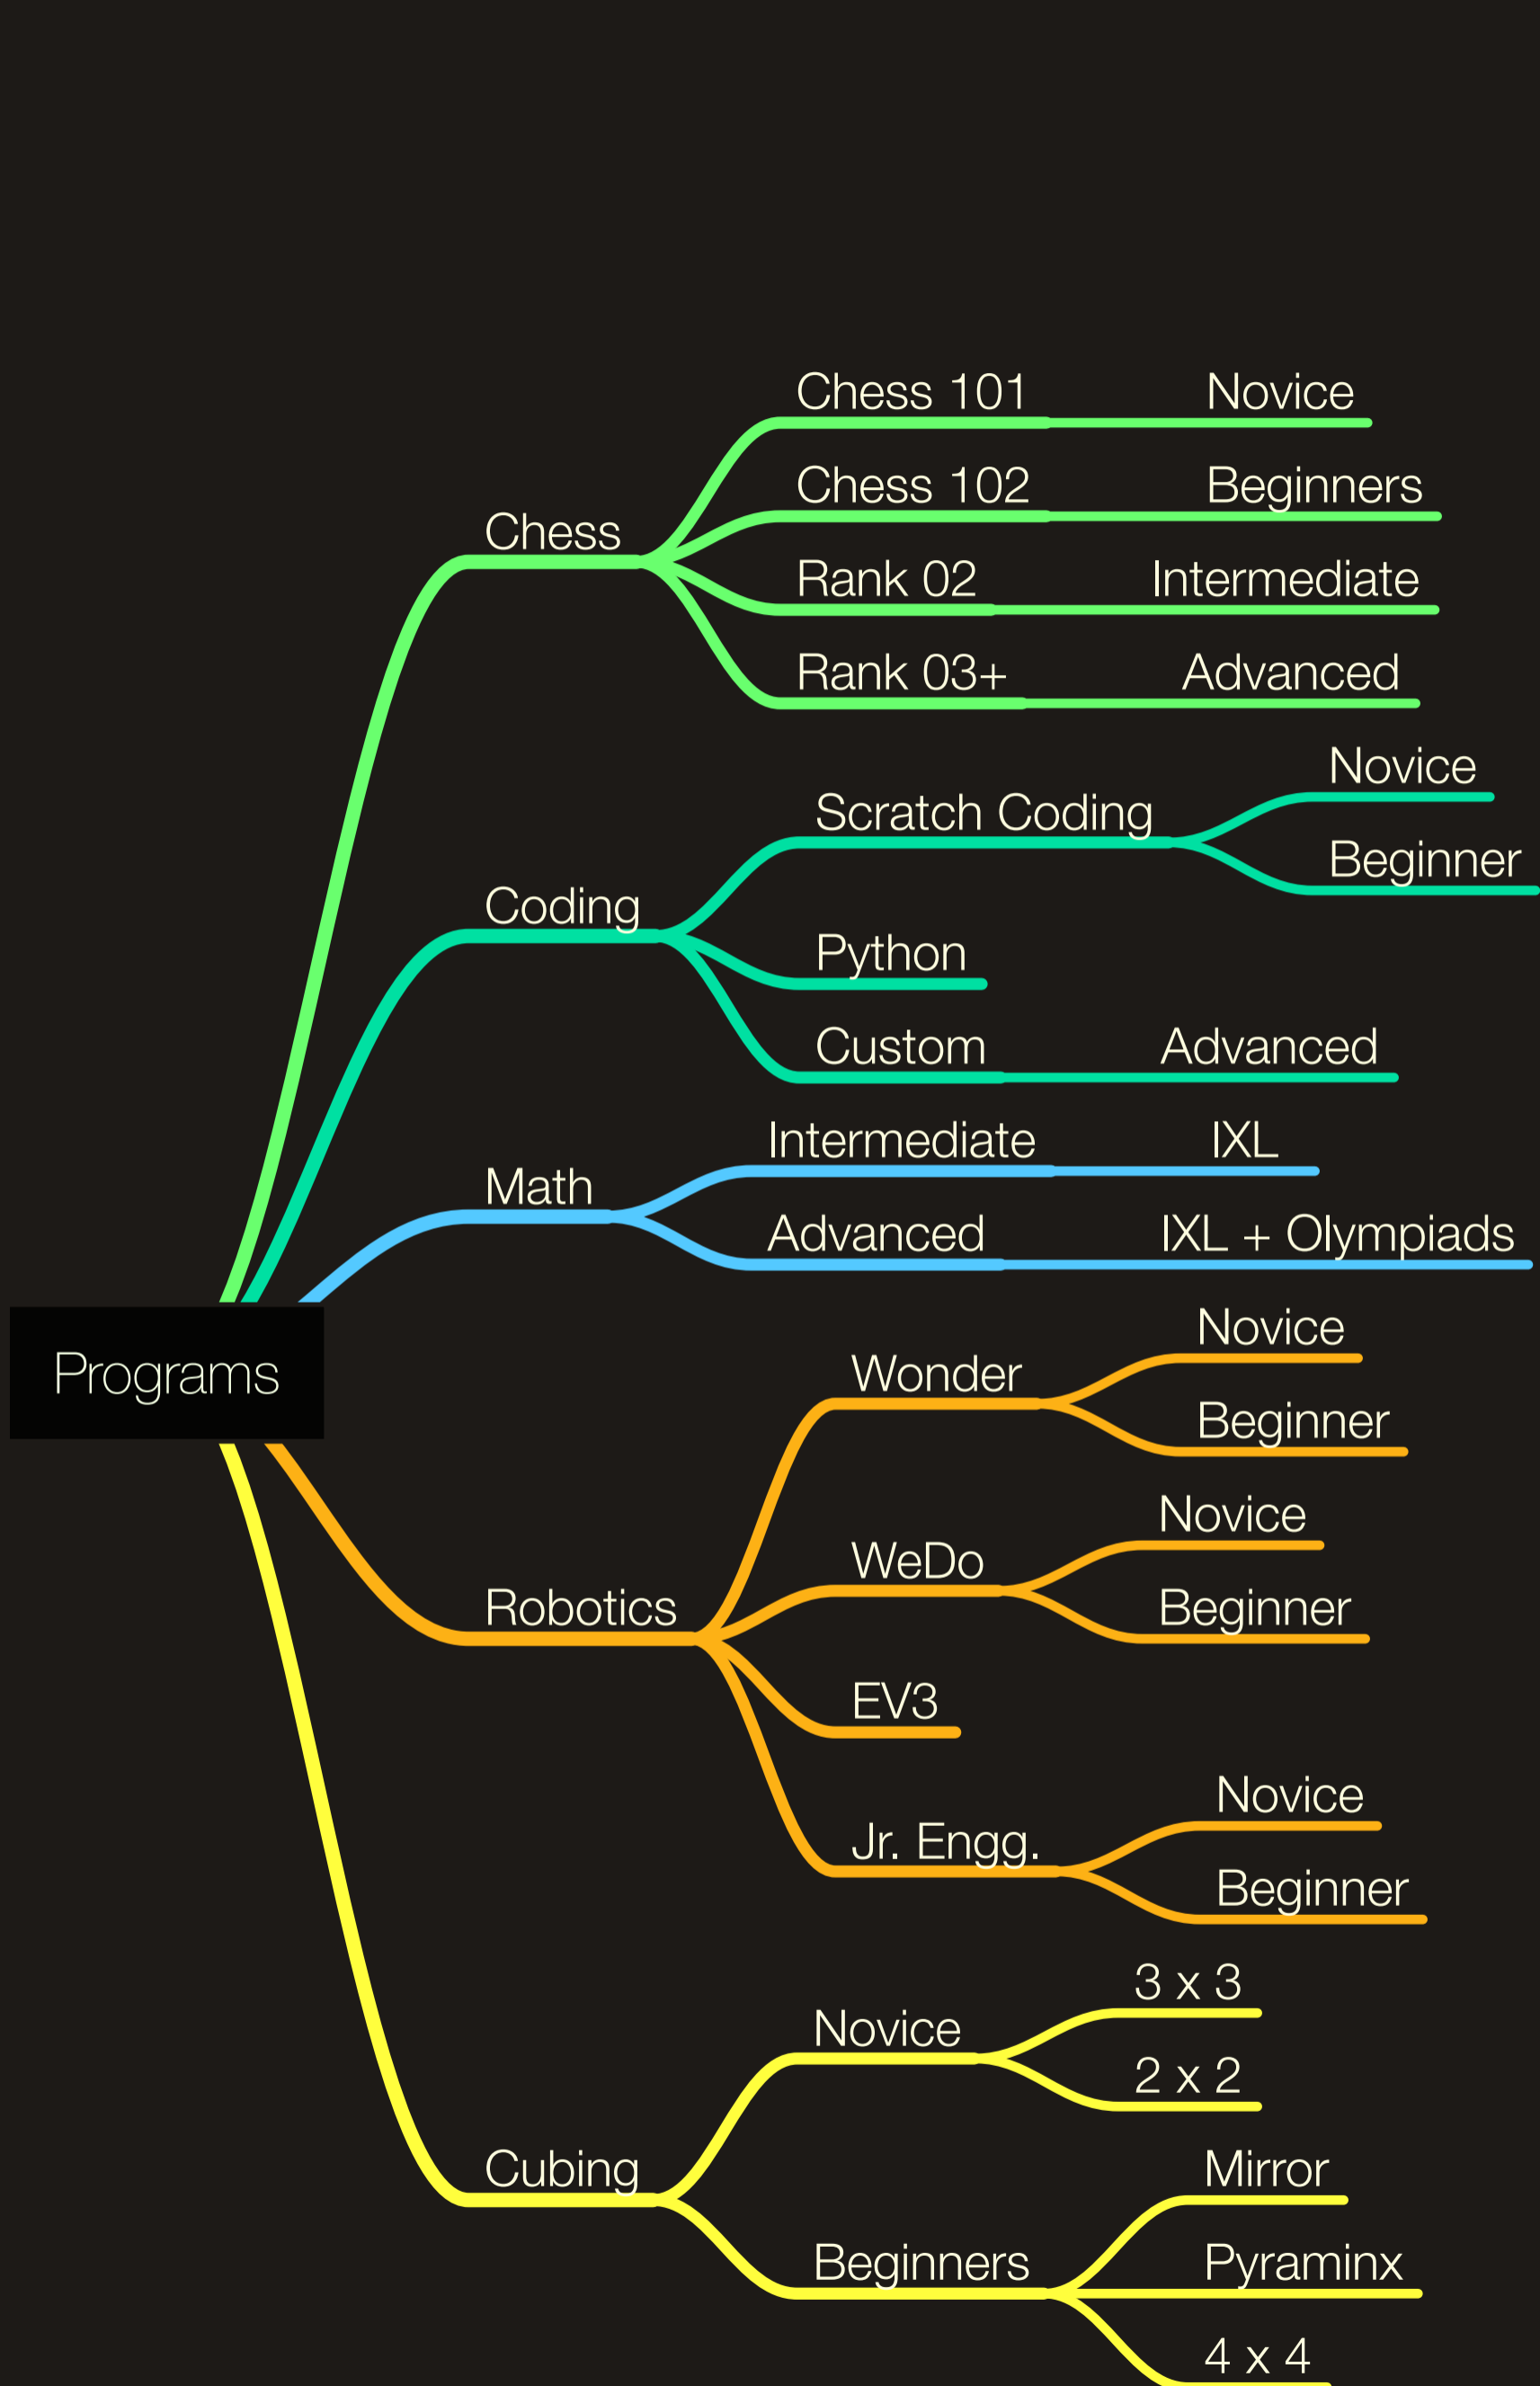 Chess 101 Novice
Chess 102 Beginners
Chess
Rank 02 Intermediate
Rank 03+ Advanced
Novice
Scratch Coding
Beginner
Coding
Python
Custom Advanced
Intermediate IXL
Math
Advanced IXL + Olympiads
Novice
Programs
Wonder
Beginner
Novice
WeDo
Robotics
Beginner
EV3
Novice
Jr. Engg.
Beginner
3 x 3
Novice
2 x 2
Cubing
Mirror
Beginners
Pyraminx
4 x 4